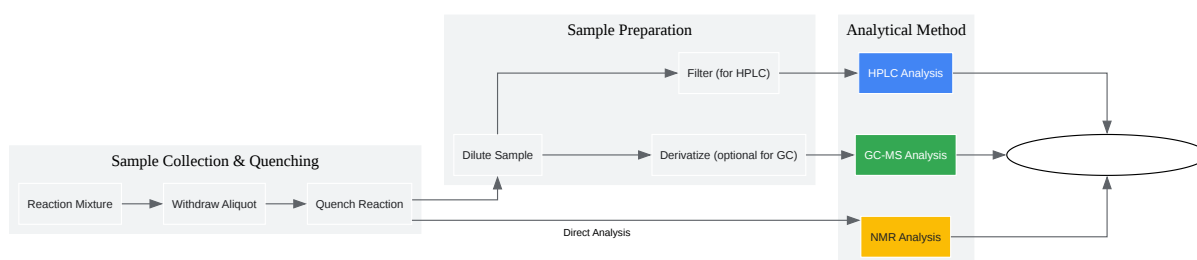 Sample Preparation
Analytical Method
Filter (for HPLC)
HPLC Analysis
Dilute Sample
Derivatize (optional for GC)
GC-MS Analysis
Sample Collection & Quenching
Reaction Mixture
Withdraw Aliquot
Quench Reaction
Direct Analysis
NMR Analysis